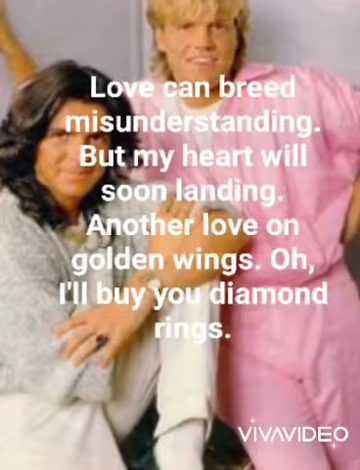 Love can breed
misunderstanding.
But my heart will
soon landing.
Another love on
golden wings. Oh,
I'll buy you diamond
rings.
VIVAVIDEO